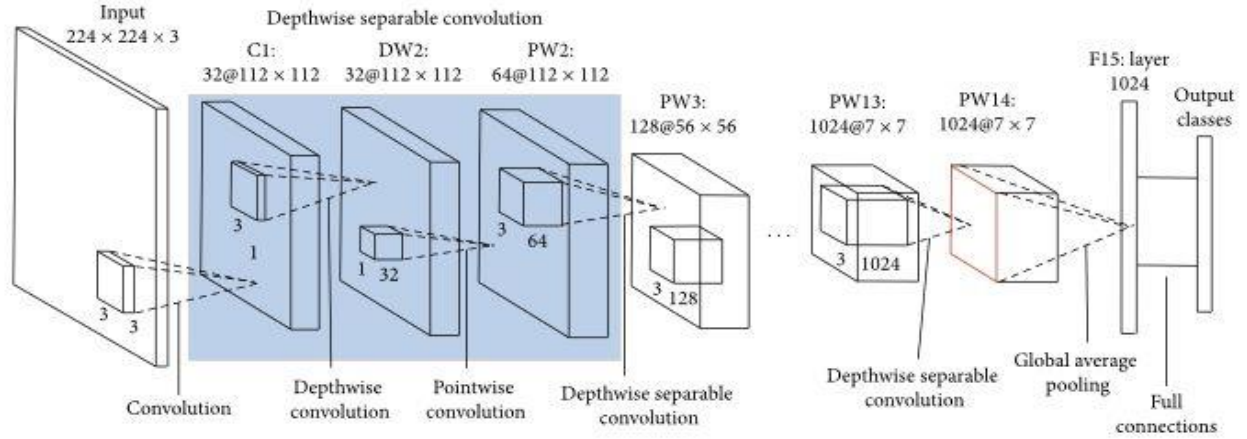 Input
224 × 224 × 3
Depthwise separable convolution
C1:
32@112 × 112
DW2:
32@112 × 112
PW2:
64@112 × 112
PW3:
128@56 × 56
PW13:
1024@7 × 7
PW14:
1024@7 × 7
F15: layer
1024
Output
classes
3
3
3
1
1
32
3
64
3
128
...
3
1024
Convolution
Depthwise
convolution
Pointwise
convolution
Depthwise separable
convolution
Depthwise separable
convolution
Global average
pooling
Full
connections